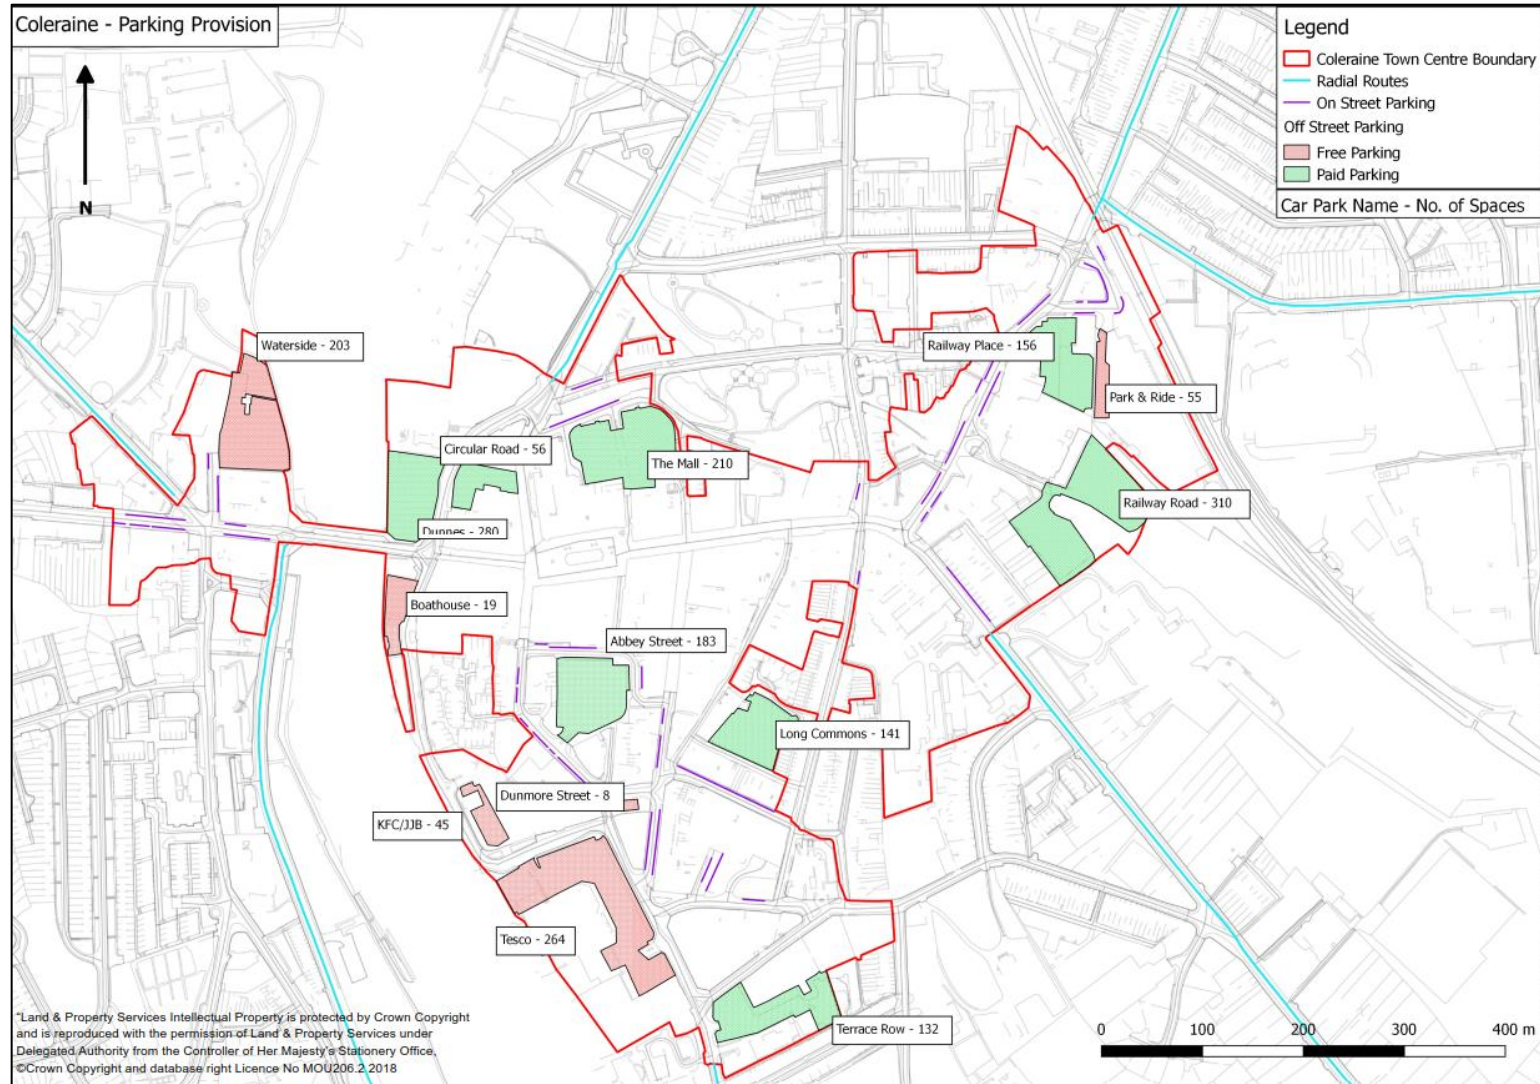 Coleraine - Parking Provision
N
Legend
Coleraine Town Centre Boundary
Radial Routes
On Street Parking
Off Street Parking
Free Parking
Paid Parking
Car Park Name - No. of Spaces
Waterside - 203
Railway Place - 156
Park & Ride - 55
Circular Road - 56
The Mall - 210
Railway Road - 310
Dunnes - 280
Boathouse - 19
Abbey Street - 183
Long Commons - 141
Dunmore Street - 8
KFC/JJB - 45
Tesco - 264
Terrace Row - 132
"Land & Property Services Intellectual Property is protected by Crown Copyright
and is reproduced with the permission of Land & Property Services under
Delegated Authority from the Controller of Her Majesty's Stationery Office,
©Crown Copyright and database right Licence No MOU206.2 2018
0 100 200 300 400 m